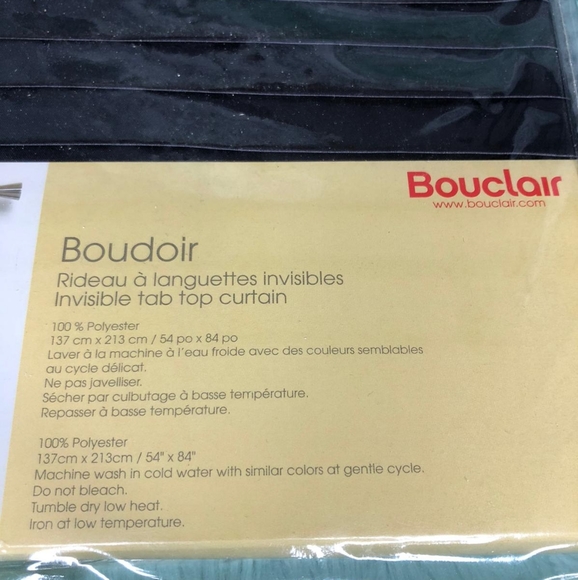 Bouclair
www.bouclair.com
Boudoir
Rideau à languettes invisibles
Invisible tab top curtain
100 % Polyester
137 cm x 213 cm / 54 po x 84 po
Laver à la machine à l'eau froide avec des couleurs semblables
au cycle délicat.
Ne pas javelliser.
Sécher par culbutage à basse température.
Repasser à basse température.
100% Polyester
137cm x 213cm / 54" x 84"
Machine wash in cold water with similar colors at gentle cycle.
Do not bleach.
Tumble dry low heat.
Iron at low temperature.